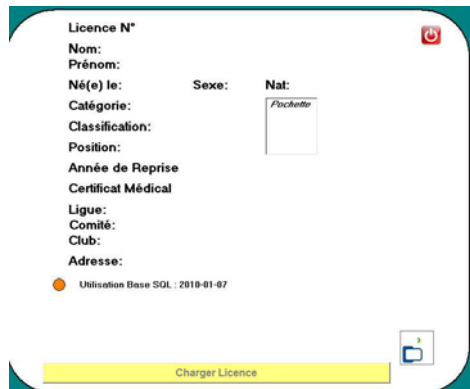 Licence N°
Nom:
Prénom:
Né(e) le: Sexe: Nat:
Catégorie: Pochette
Classification:
Position:
Année de Reprise
Certificat Médical
Ligue:
Comité:
Club:
Adresse:
Utilisation Base SQL : 2010-01-07
Charger Licence